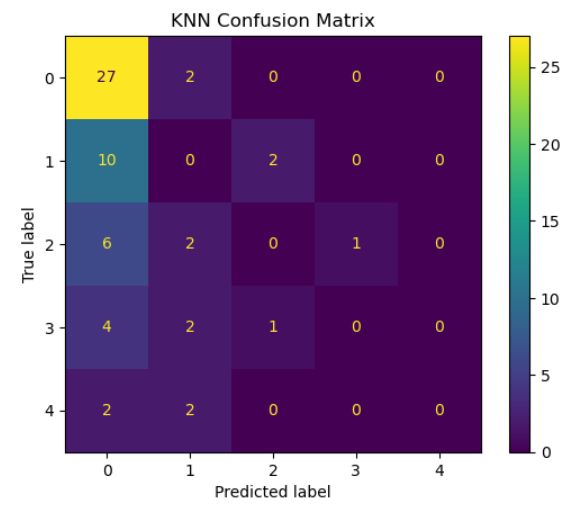 KNN Confusion Matrix
True label
0 27 2 0 0 0
1 10 0 2 0 0
2 6 2 0 1 0
3 4 2 1 0 0
4 2 2 0 0 0
0 1 2 3 4
Predicted label
25
20
15
10
5
0